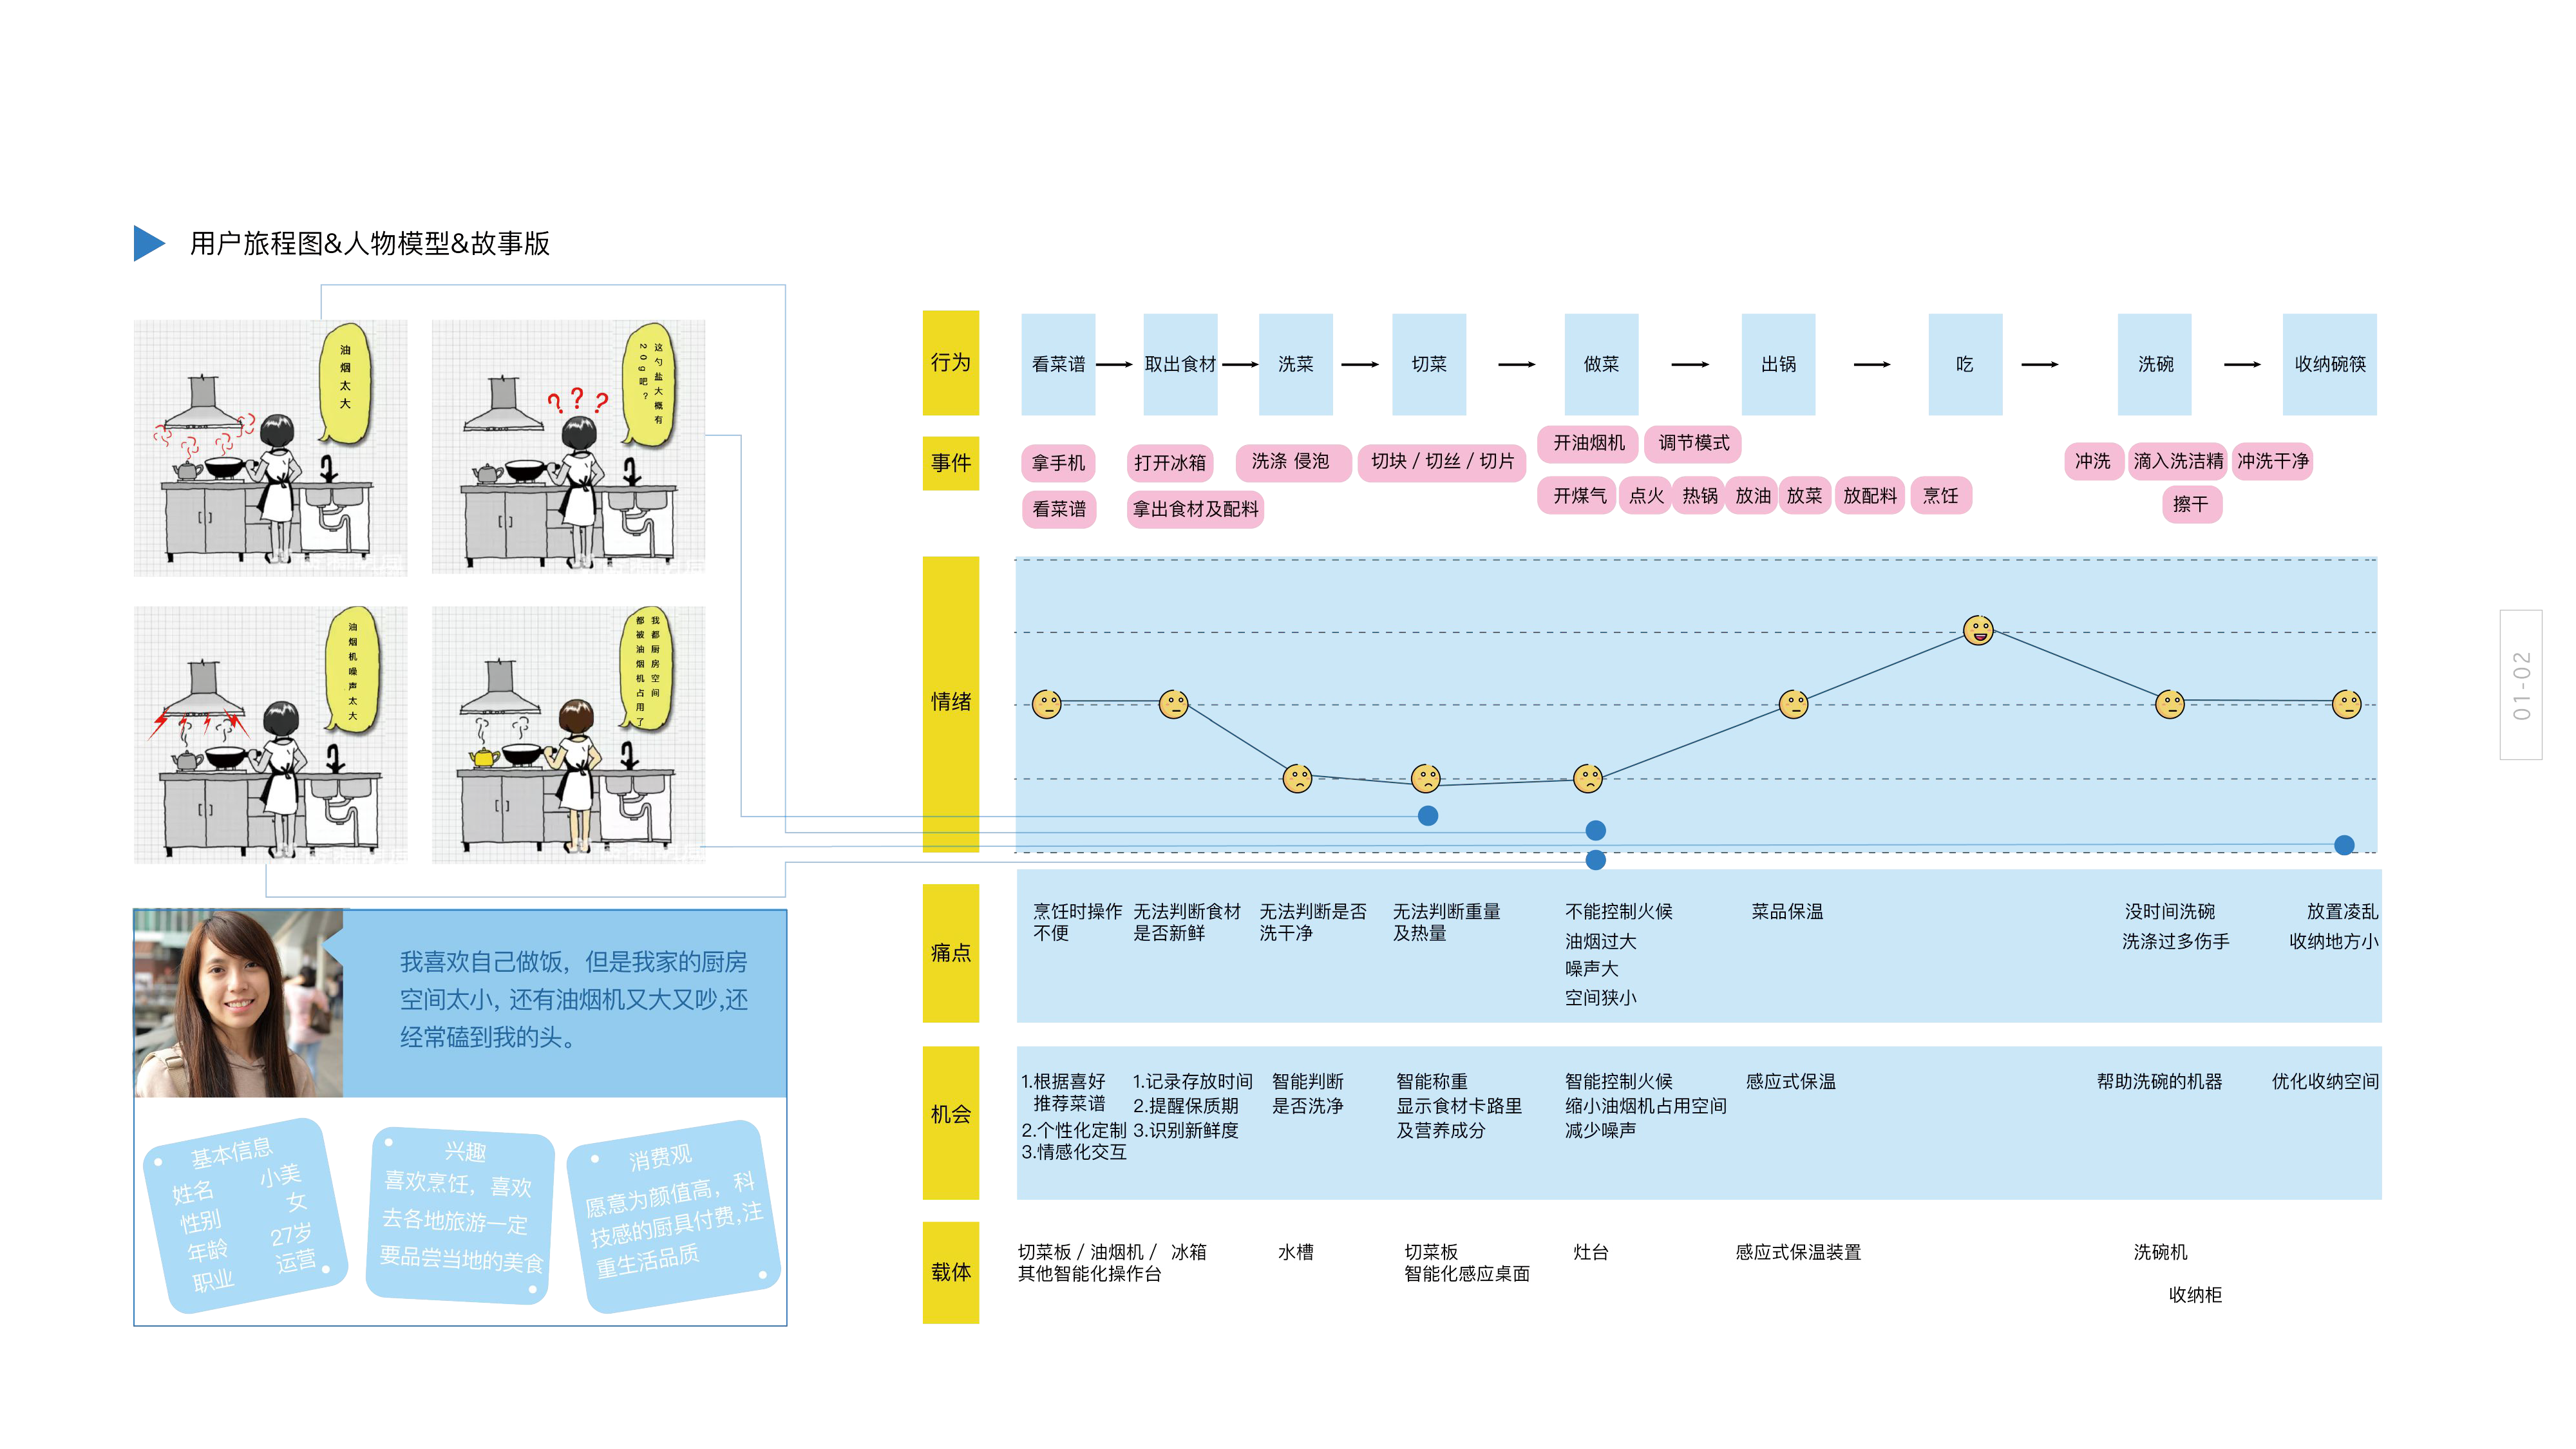 用户旅程图&人物模型&故事版
油烟太大
这勺盐大概有
20g吧?
???
油烟机噪声太大
我都厨房空间
都被油烟机占用了
我喜欢自己做饭，但是我家的厨房
空间太小, 还有油烟机又大又吵,还
经常磕到我的头。
基本信息
姓名 小美
性别 女
年龄 27岁
职业 运营
兴趣
喜欢烹饪，喜欢
去各地旅游一定
要品尝当地的美食
消费观
愿意为颜值高，科
技感的厨具付费,注
重生活品质
行为
看菜谱
取出食材
洗菜
切菜
做菜
出锅
吃
洗碗
收纳碗筷
事件
拿手机
看菜谱
打开冰箱
拿出食材及配料
洗涤 侵泡
切块 / 切丝 / 切片
开油烟机
调节模式
开煤气
点火
热锅
放油
放菜
放配料
烹饪
冲洗
滴入洗洁精
冲洗干净
擦干
情绪
痛点
烹饪时操作
不便
无法判断食材
是否新鲜
无法判断是否
洗干净
无法判断重量
及热量
不能控制火候
油烟过大
噪声大
空间狭小
菜品保温
没时间洗碗
洗涤过多伤手
放置凌乱
收纳地方小
机会
1.根据喜好
推荐菜谱
2.个性化定制
3.情感化交互
1.记录存放时间
2.提醒保质期
3.识别新鲜度
智能判断
是否洗净
智能称重
显示食材卡路里
及营养成分
智能控制火候
缩小油烟机占用空间
减少噪声
感应式保温
帮助洗碗的机器
优化收纳空间
载体
切菜板 / 油烟机 / 冰箱
其他智能化操作台
水槽
切菜板
智能化感应桌面
灶台
感应式保温装置
洗碗机
收纳柜
01-02